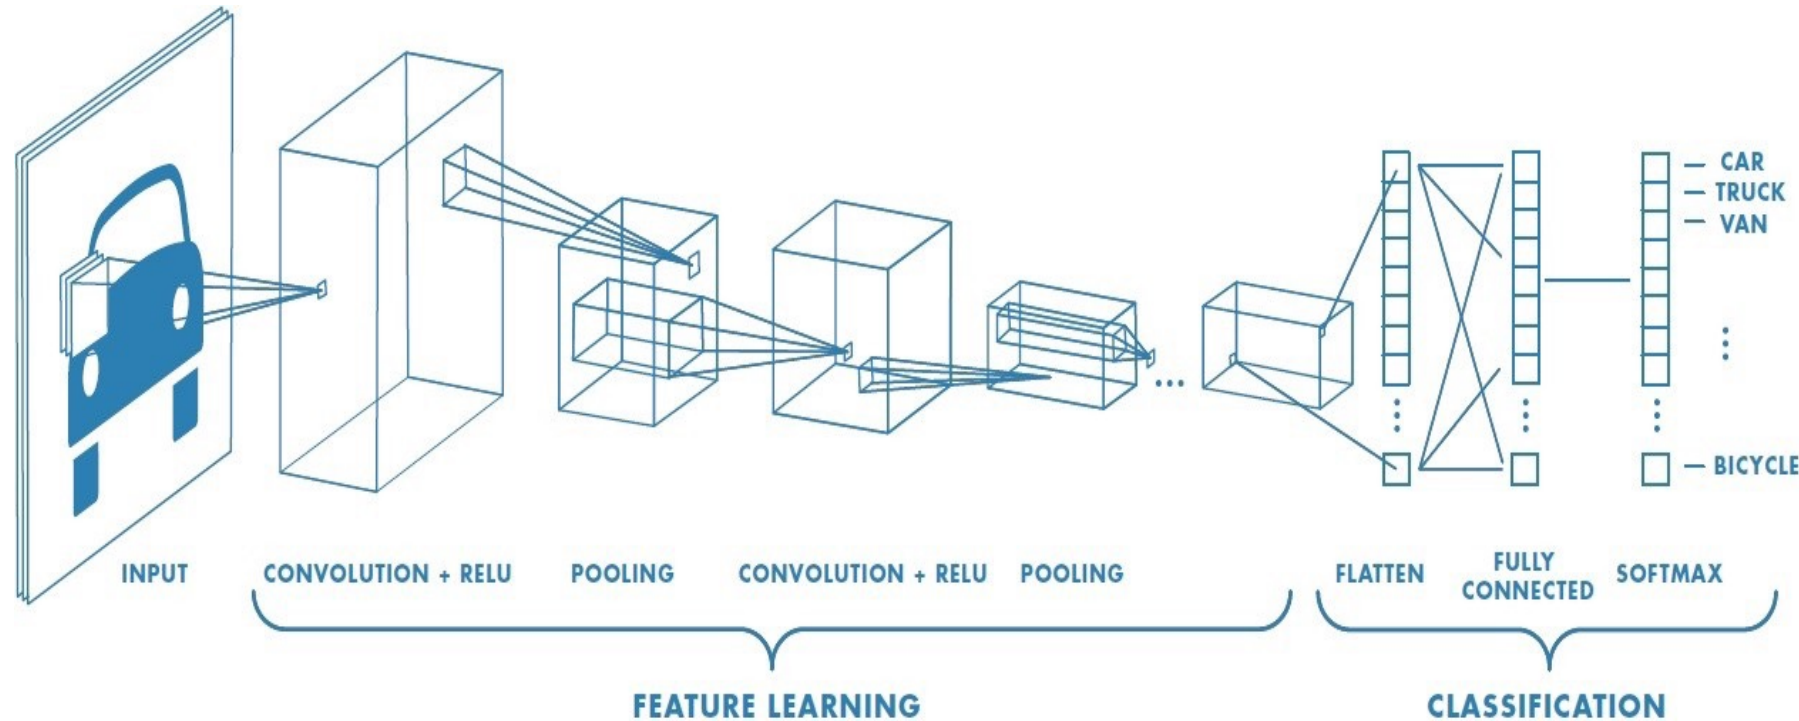 CAR
TRUCK
VAN
BICYCLE
INPUT
CONVOLUTION + RELU
POOLING
CONVOLUTION + RELU
POOLING
FLATTEN
FULLY
CONNECTED
SOFTMAX
FEATURE LEARNING
CLASSIFICATION